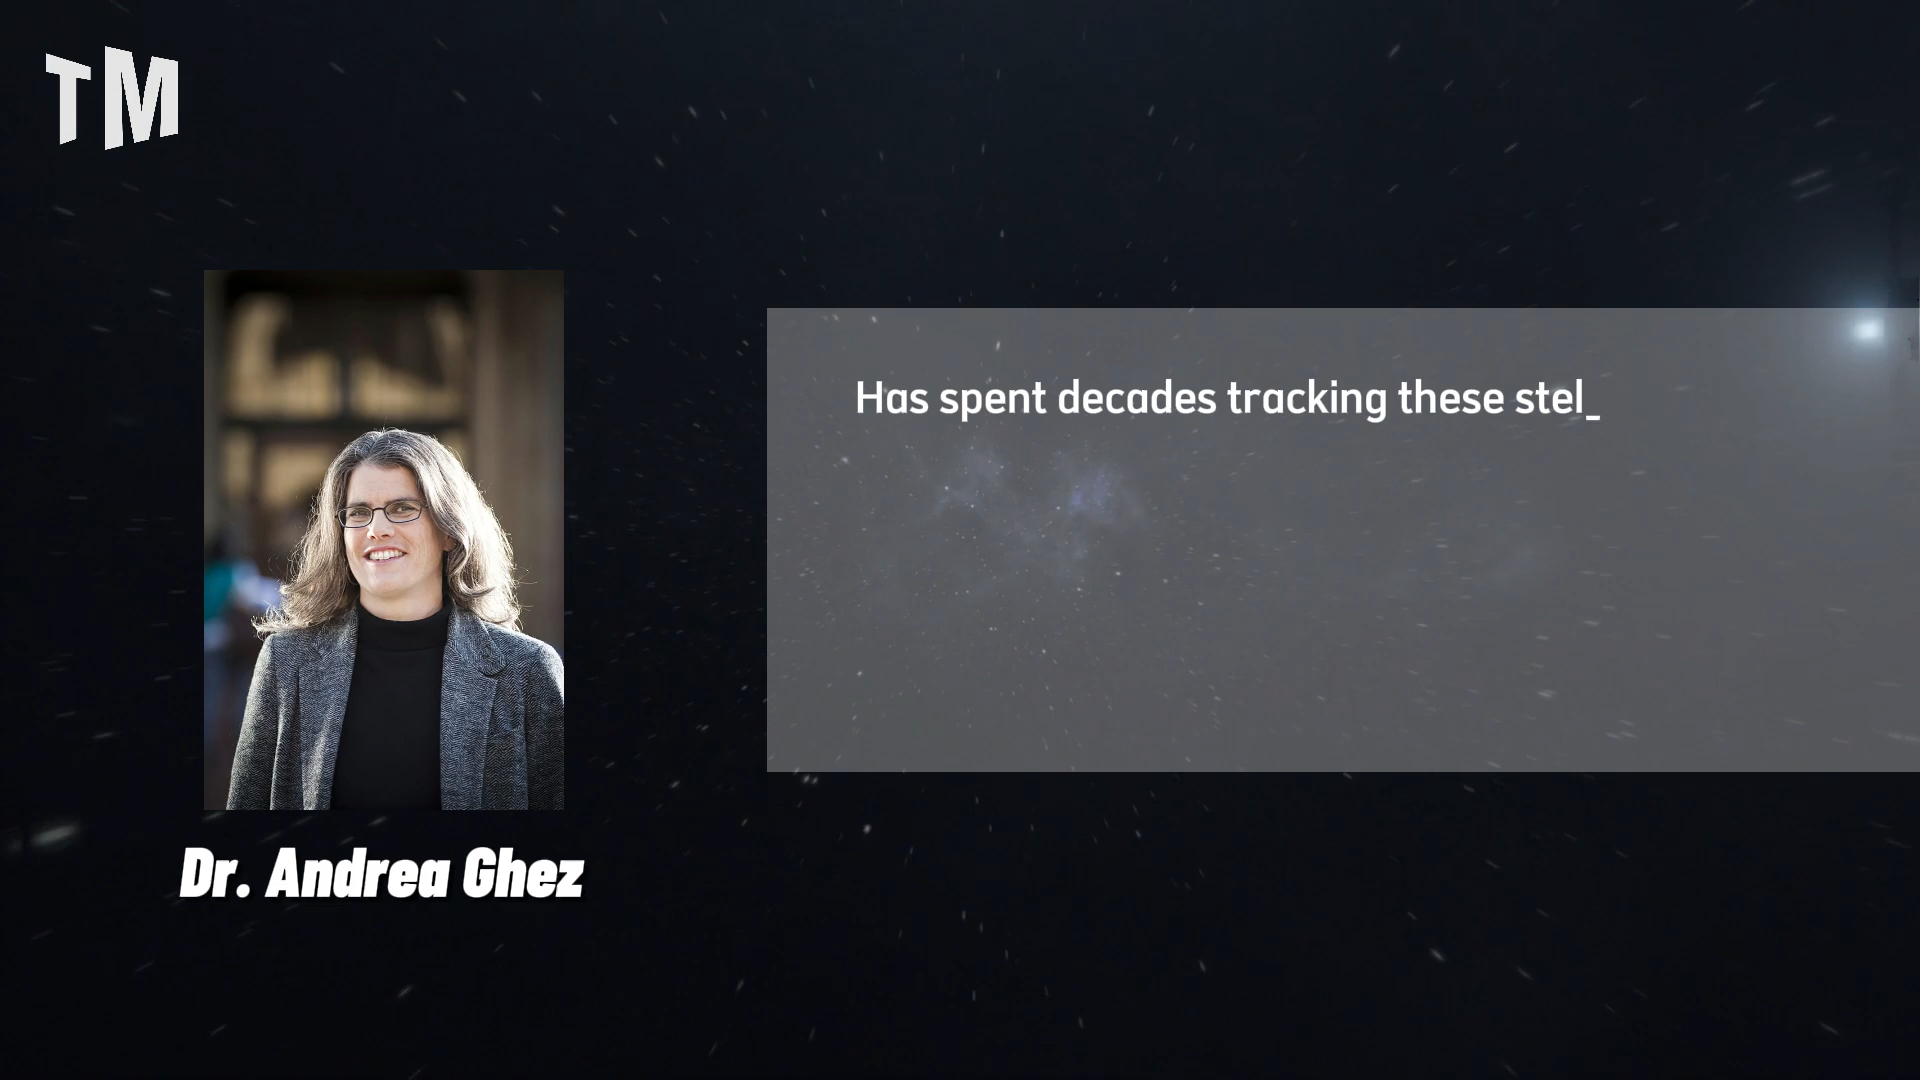 TM
Has spent decades tracking these stel_
Dr. Andrea Ghez